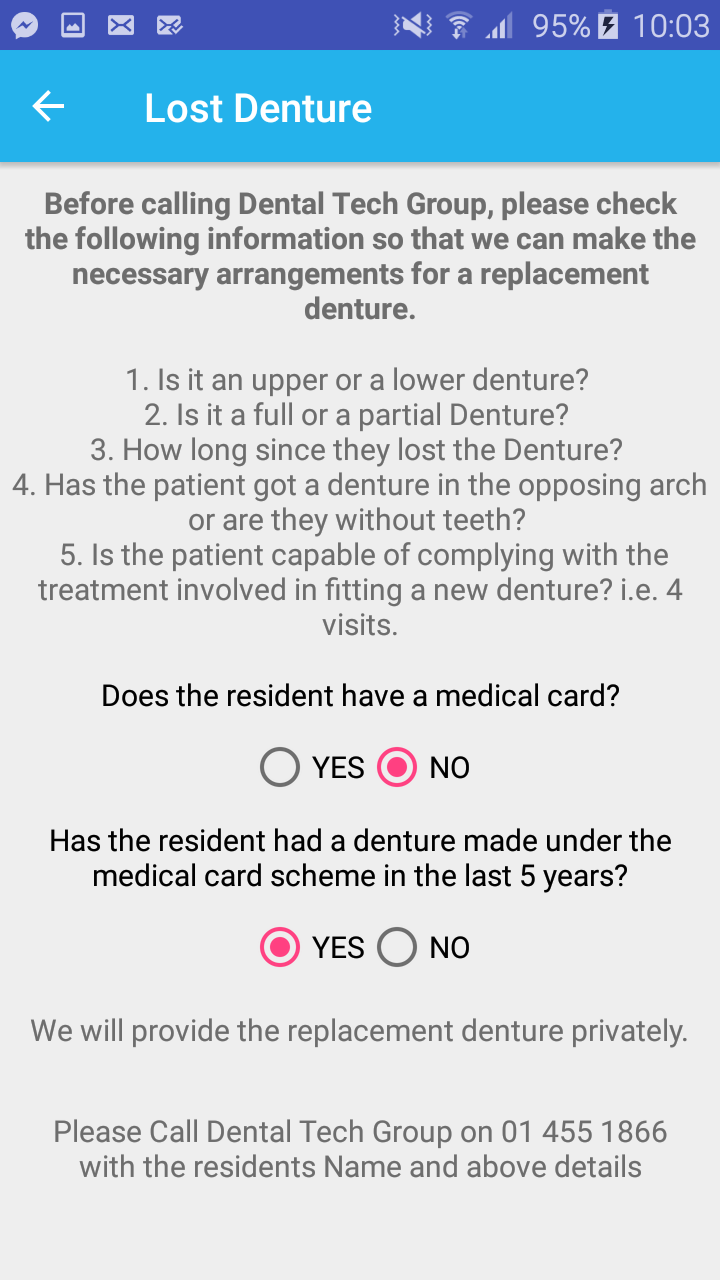 95% 10:03
Lost Denture
Before calling Dental Tech Group, please check
the following information so that we can make the
necessary arrangements for a replacement
denture.
1. Is it an upper or a lower denture?
2. Is it a full or a partial Denture?
3. How long since they lost the Denture?
4. Has the patient got a denture in the opposing arch
or are they without teeth?
5. Is the patient capable of complying with the
treatment involved in fitting a new denture? i.e. 4
visits.
Does the resident have a medical card?
YES NO
Has the resident had a denture made under the
medical card scheme in the last 5 years?
YES NO
We will provide the replacement denture privately.
Please Call Dental Tech Group on 01 455 1866
with the residents Name and above details